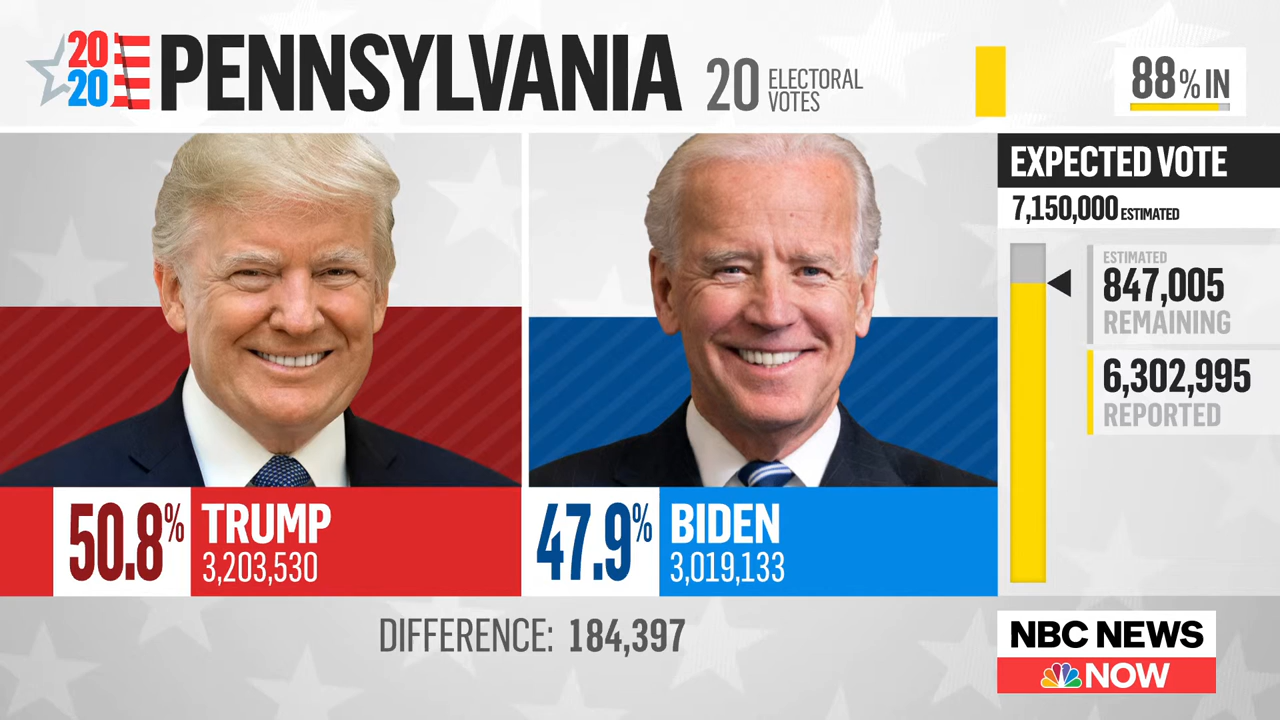 2020
PENNSYLVANIA
20 ELECTORAL VOTES
88% IN
EXPECTED VOTE
7,150,000 ESTIMATED
ESTIMATED
847,005
REMAINING
6,302,995
REPORTED
50.8%
TRUMP
3,203,530
47.9%
BIDEN
3,019,133
DIFFERENCE: 184,397
NBC NEWS
NOW